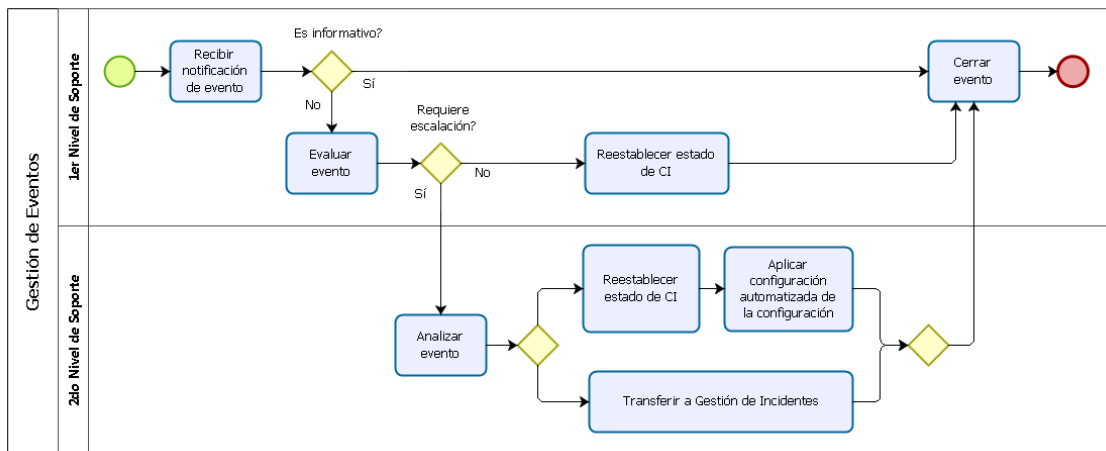 Gestión de Eventos
1er Nivel de Soporte
Recibir
notificación
de evento
Es informativo?
Sí
No
Cerrar
evento
Evaluar
evento
Requiere
escalación?
No
Sí
Reestablecer estado
de CI
2do Nivel de Soporte
Analizar
evento
Reestablecer
estado de CI
Aplicar
configuración
automatizada de
la configuración
Transferir a Gestión de Incidentes